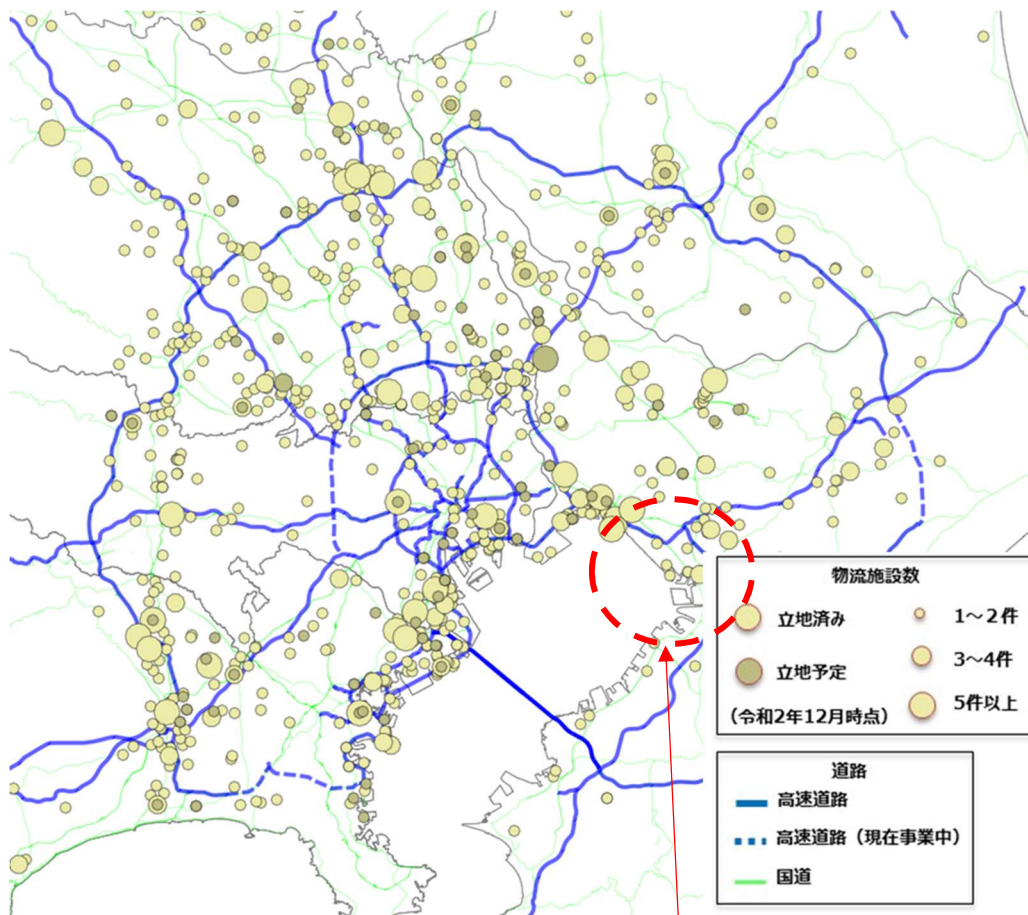 物流施設数
立地済み
1～2件
立地予定
3～4件
(令和2年12月時点)
5件以上
道路
高速道路
高速道路（現在事業中）
国道